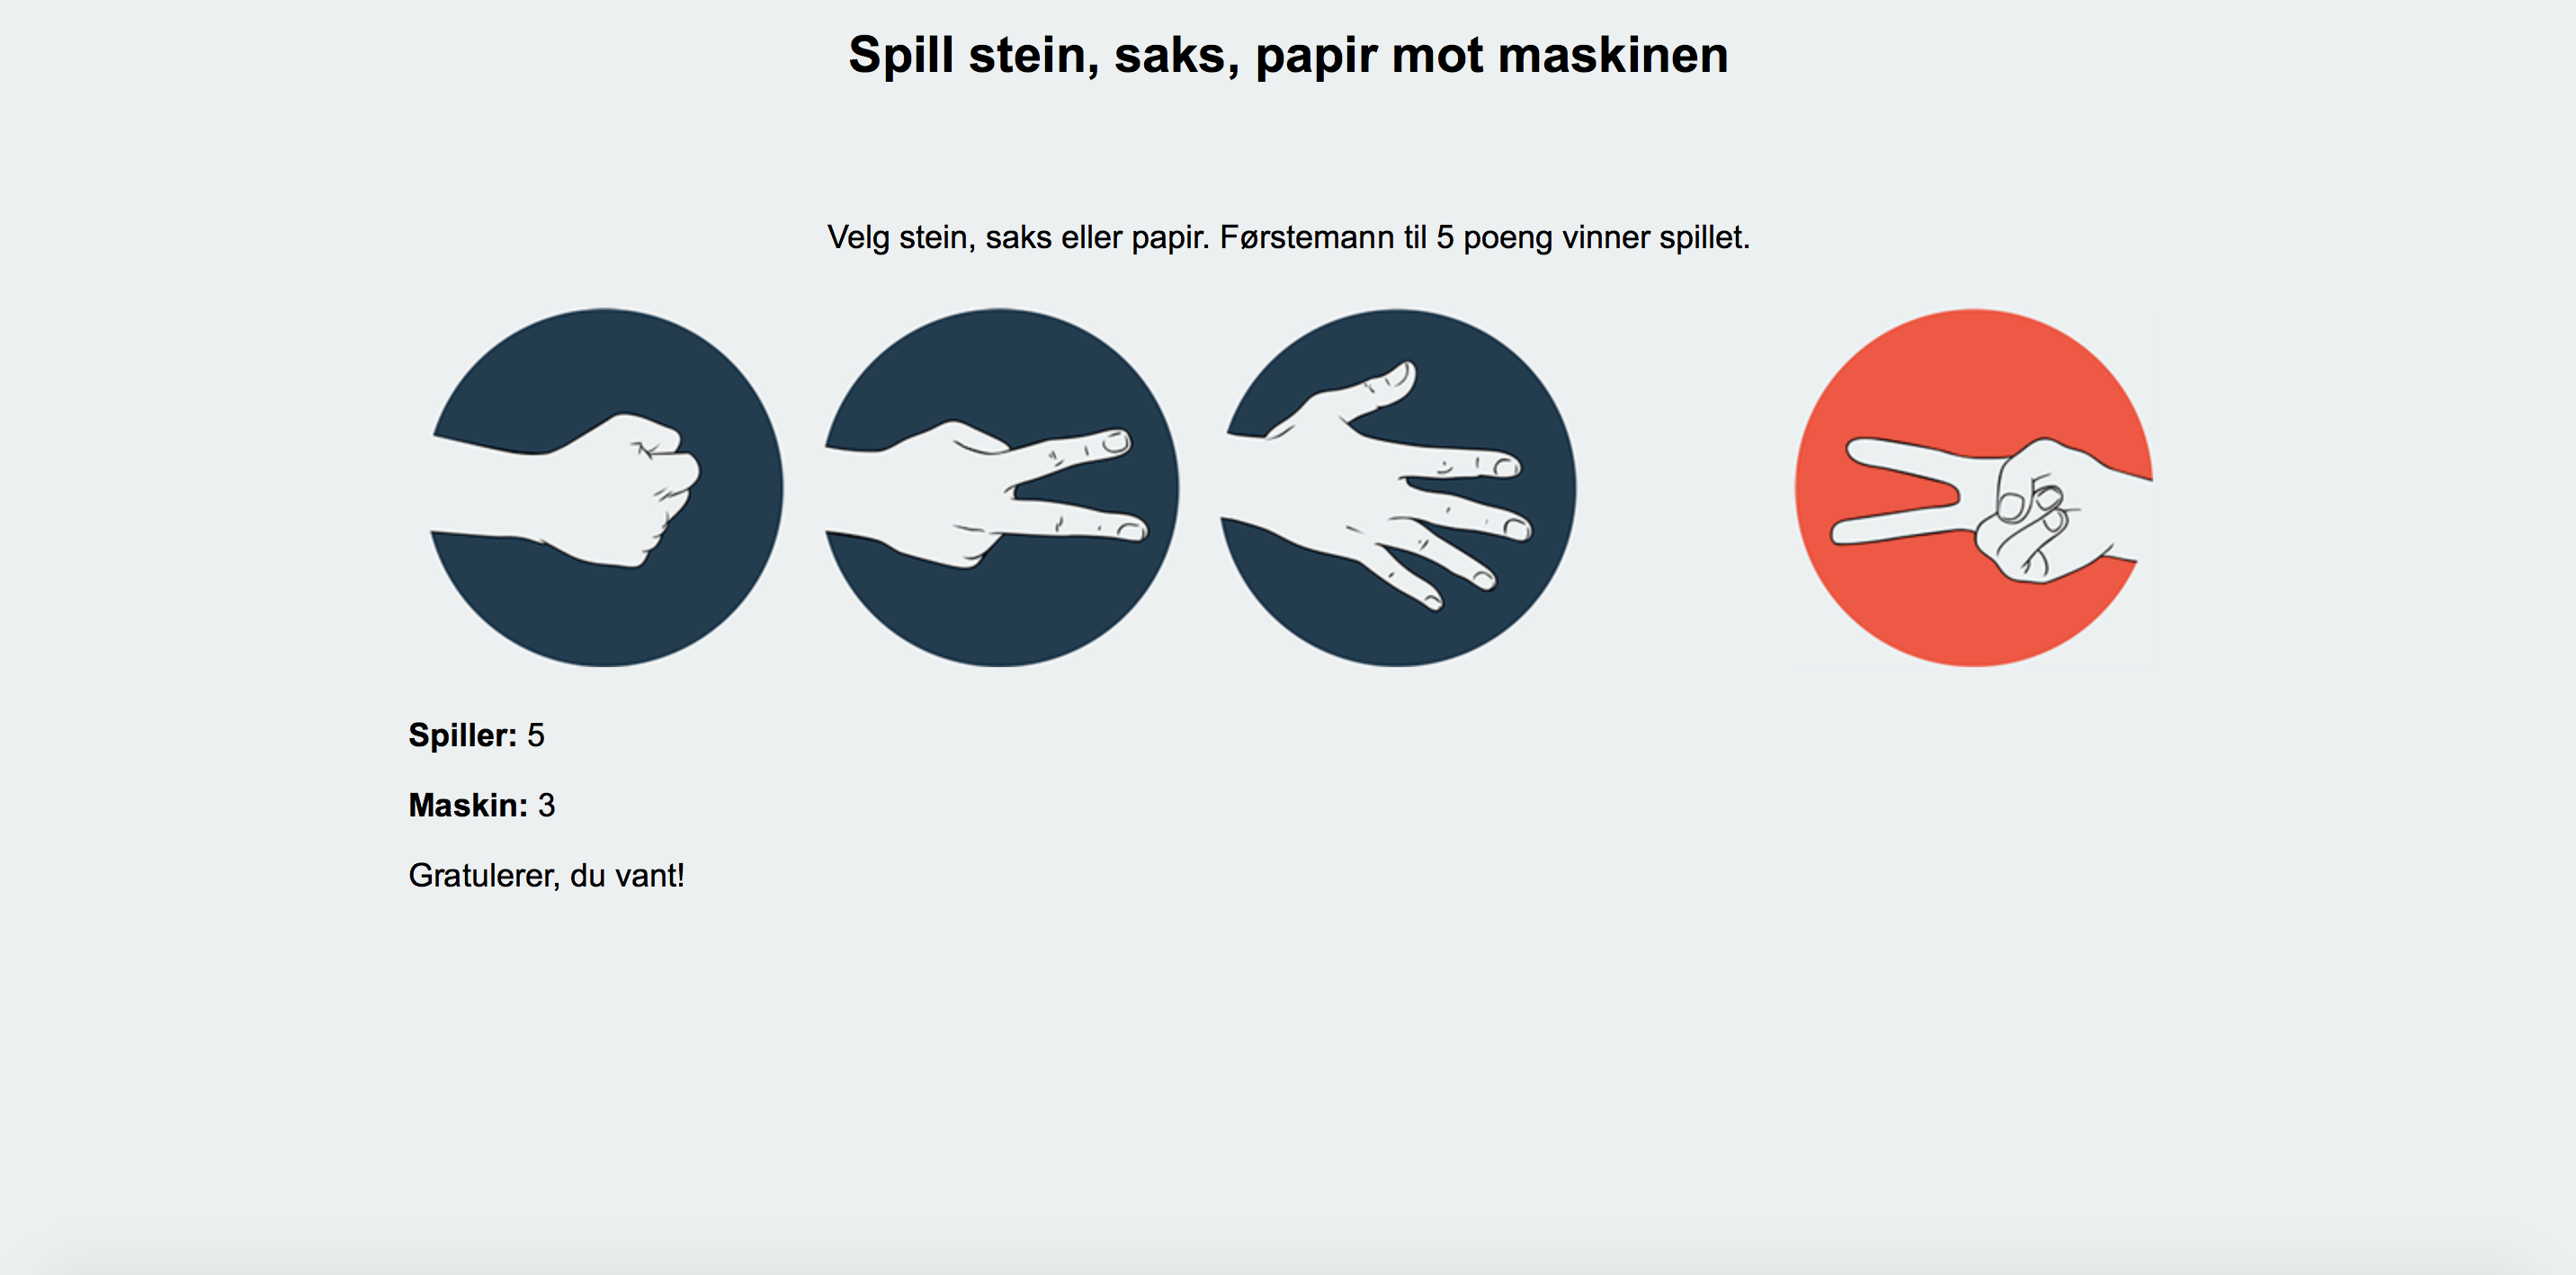 Spill stein, saks, papir mot maskinen
Velg stein, saks eller papir. Førstemann til 5 poeng vinner spillet.
Spiller: 5
Maskin: 3
Gratulerer, du vant!